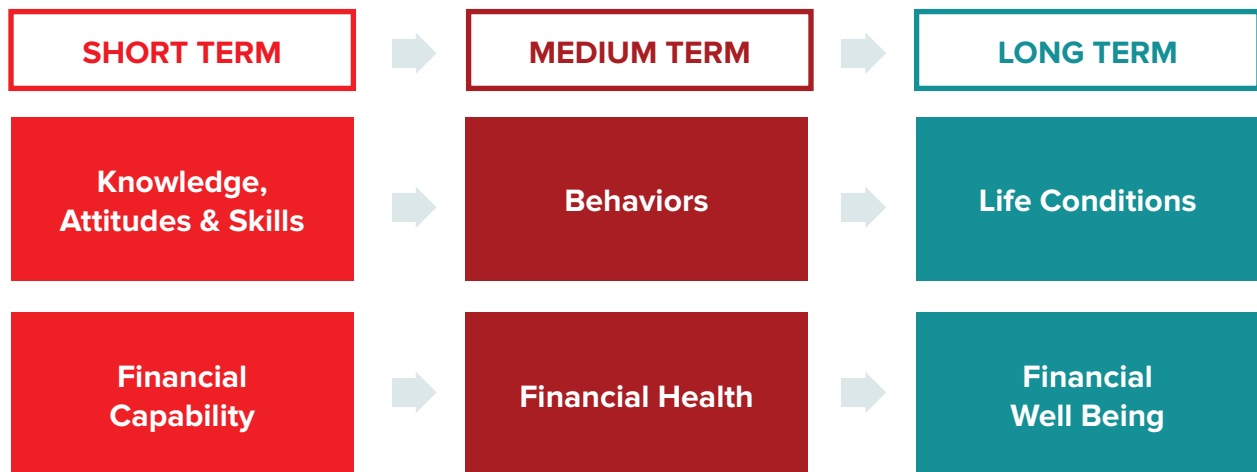 SHORT TERM
MEDIUM TERM
LONG TERM
Knowledge,
Attitudes & Skills
Behaviors
Life Conditions
Financial
Capability
Financial Health
Financial
Well Being